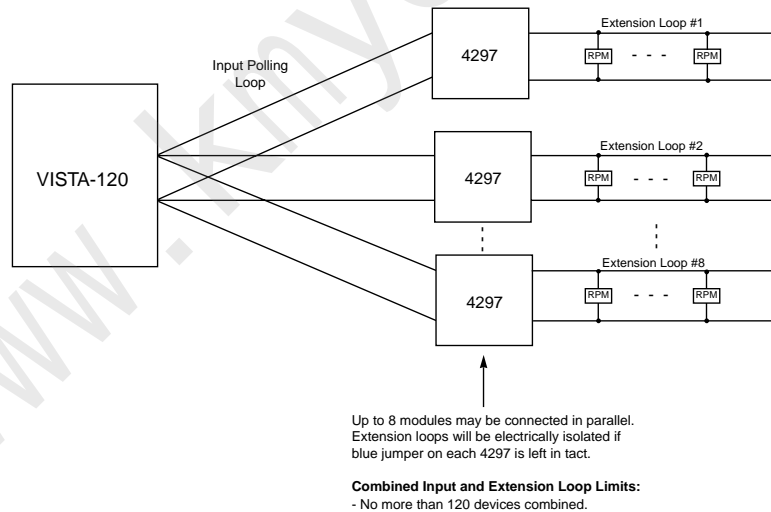 Extension Loop #1
4297
RPM - - - RPM
Input Polling
Loop
VISTA-120
Extension Loop #2
4297
RPM - - - RPM
Extension Loop #8
4297
RPM - - - RPM
Up to 8 modules may be connected in parallel.
Extension loops will be electrically isolated if
blue jumper on each 4297 is left in tact.
Combined Input and Extension Loop Limits:
- No more than 120 devices combined.
www.kmy